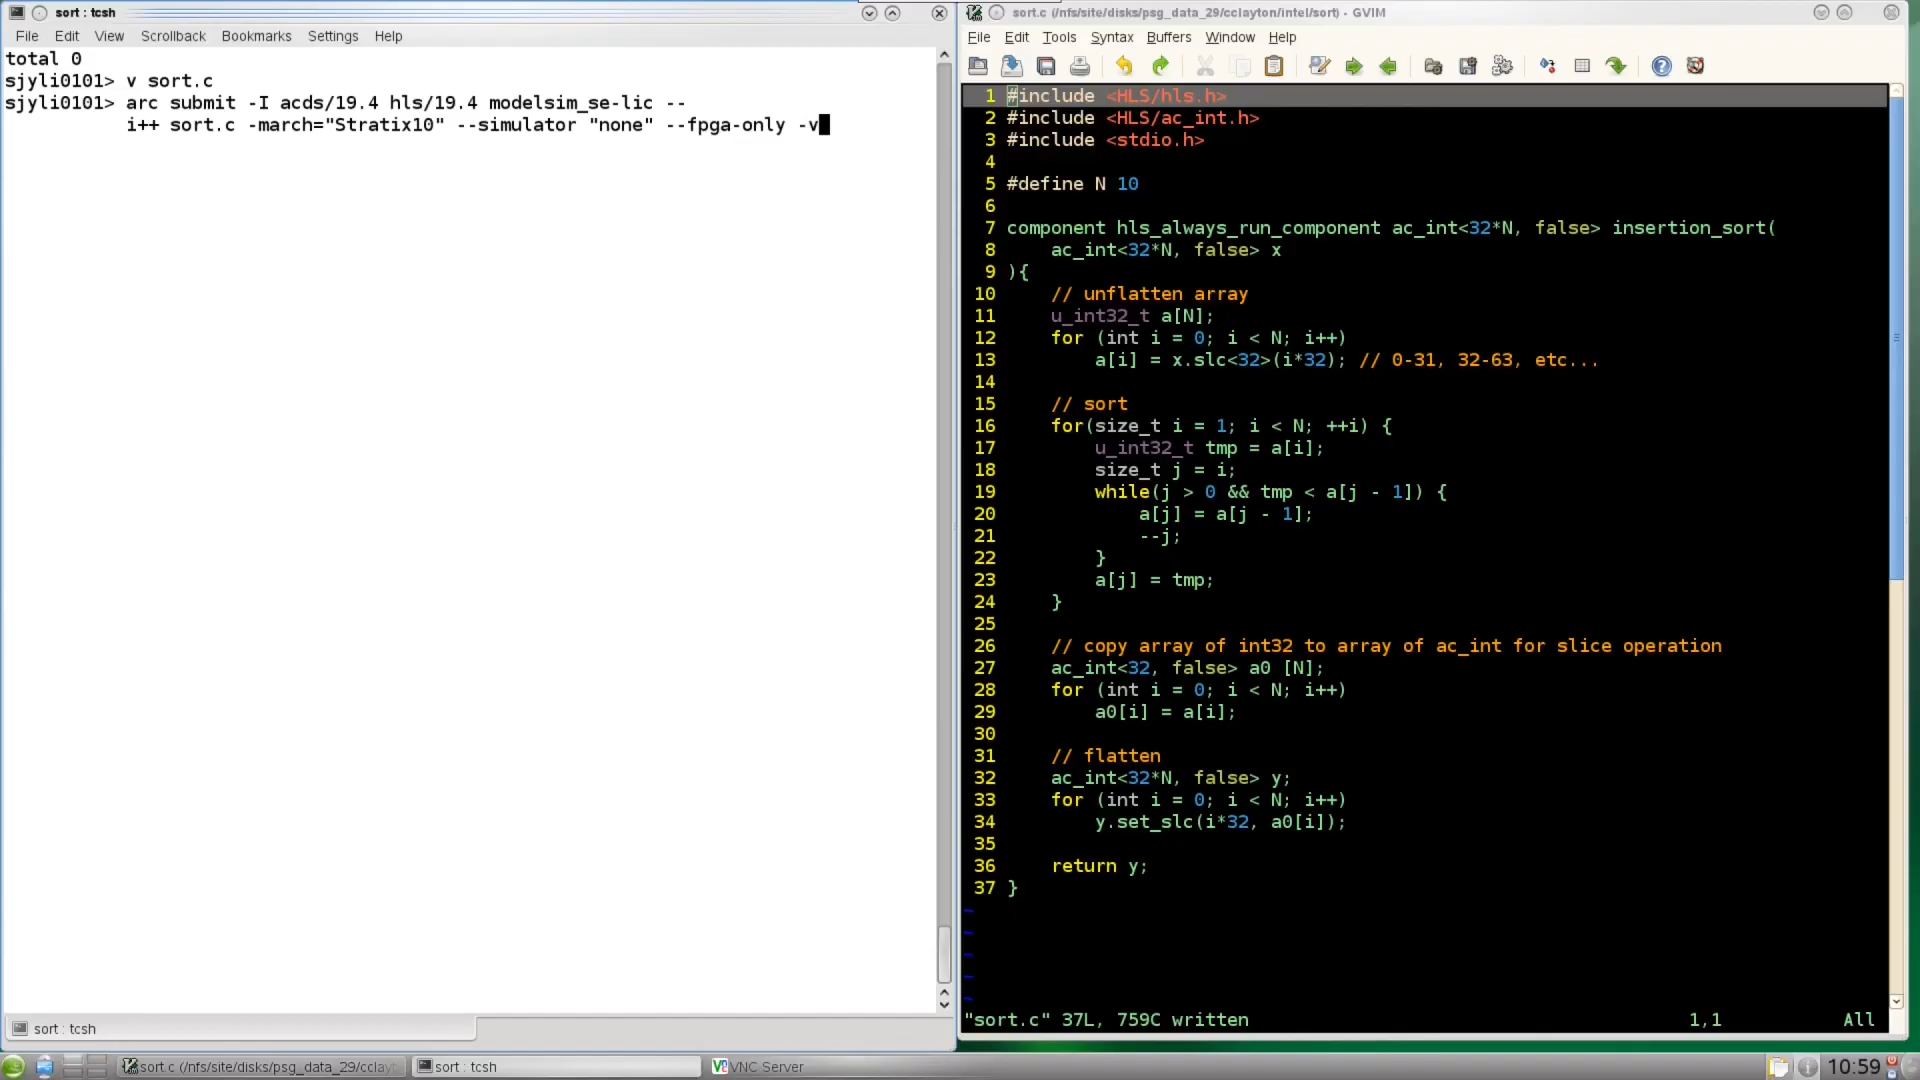 sort : tcsh
File Edit View Scrollback Bookmarks Settings Help
total 0
sjyli0101> v sort.c
sjyli0101> arc submit -I acds/19.4 hls/19.4 modelsim_se-lic --
i++ sort.c -march="Stratix10" --simulator "none" --fpga-only -v
sort : tcsh
sort.c (/nfs/site/disks/psg_data_29/cclayton/intel/sort) - GVIM
File Edit Tools Syntax Buffers Window Help
1 #include <HLS/hls.h>
2 #include <HLS/ac_int.h>
3 #include <stdio.h>
4
5 #define N 10
6
7 component hls_always_run_component ac_int<32*N, false> insertion_sort(
8     ac_int<32*N, false> x
9 ){
10     // unflatten array
11     u_int32_t a[N];
12     for (int i = 0; i < N; i++)
13         a[i] = x.slc<32>(i*32); // 0-31, 32-63, etc...
14
15     // sort
16     for(size_t i = 1; i < N; ++i) {
17         u_int32_t tmp = a[i];
18         size_t j = i;
19         while(j > 0 && tmp < a[j - 1]) {
20             a[j] = a[j - 1];
21             --j;
22         }
23         a[j] = tmp;
24     }
25
26     // copy array of int32 to array of ac_int for slice operation
27     ac_int<32, false> a0 [N];
28     for (int i = 0; i < N; i++)
29         a0[i] = a[i];
30
31     // flatten
32     ac_int<32*N, false> y;
33     for (int i = 0; i < N; i++)
34         y.set_slc(i*32, a0[i]);
35
36     return y;
37 }
~
~
~
~
~
"sort.c" 37L, 759C written 1,1 All
sort.c (/nfs/site/disks/psg_data_29/cclayt sort : tcsh VNC Server 10:59